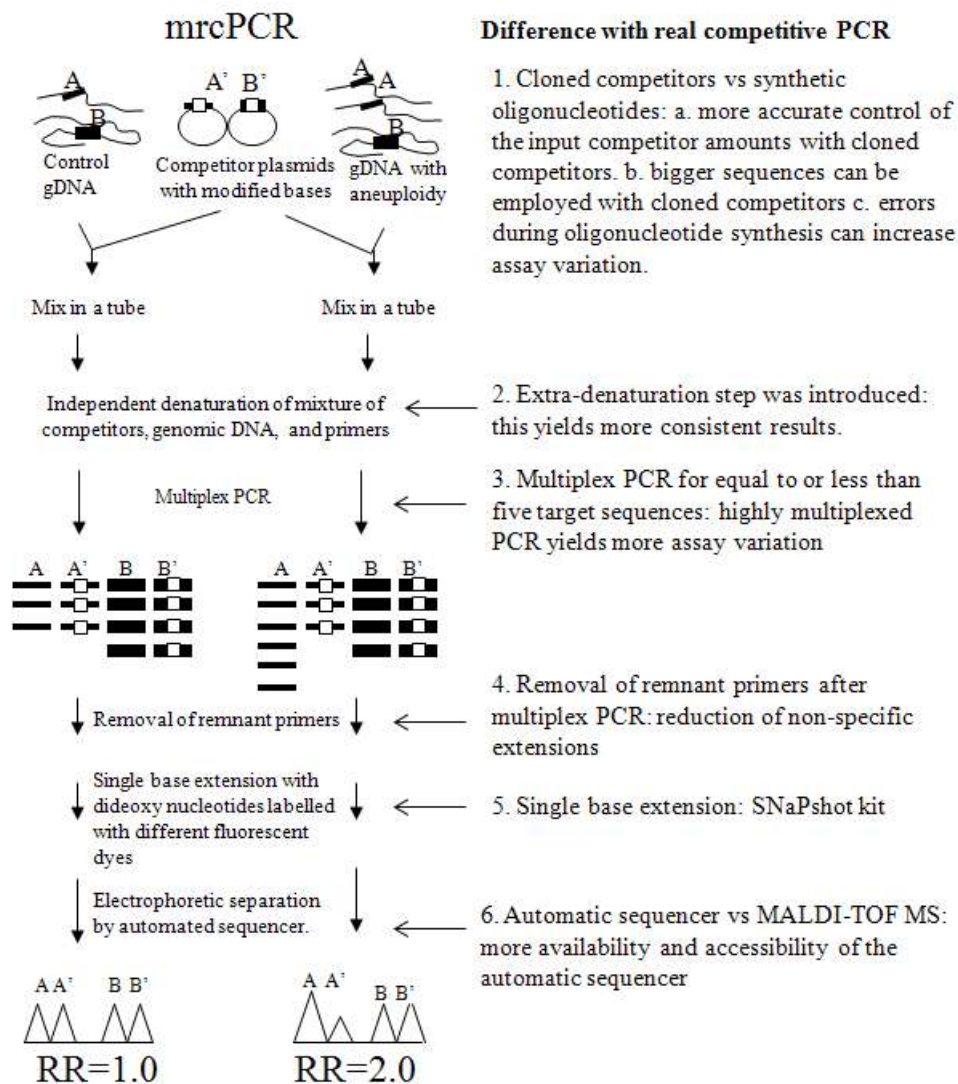 mrcPCR
A
B
Control
gDNA
A' B'
Competitor plasmids
with modified bases
A
A
B
gDNA with
aneuploidy
Mix in a tube
Mix in a tube
Independent denaturation of mixture of
competitors, genomic DNA, and primers
Multiplex PCR
A A' B B'
A A' B B'
Removal of remnant primers
Single base extension with
dideoxy nucleotides labelled
with different fluorescent
dyes
Electrophoretic separation
by automated sequencer.
A A' B B'
RR=1.0
A A' B B'
RR=2.0
Difference with real competitive PCR
1. Cloned competitors vs synthetic
oligonucleotides: a. more accurate control of
the input competitor amounts with cloned
competitors. b. bigger sequences can be
employed with cloned competitors c. errors
during oligonucleotide synthesis can increase
assay variation.
2. Extra-denaturation step was introduced:
this yields more consistent results.
3. Multiplex PCR for equal to or less than
five target sequences: highly multiplexed
PCR yields more assay variation
4. Removal of remnant primers after
multiplex PCR: reduction of non-specific
extensions
5. Single base extension: SNaPshot kit
6. Automatic sequencer vs MALDI-TOF MS:
more availability and accessibility of the
automatic sequencer